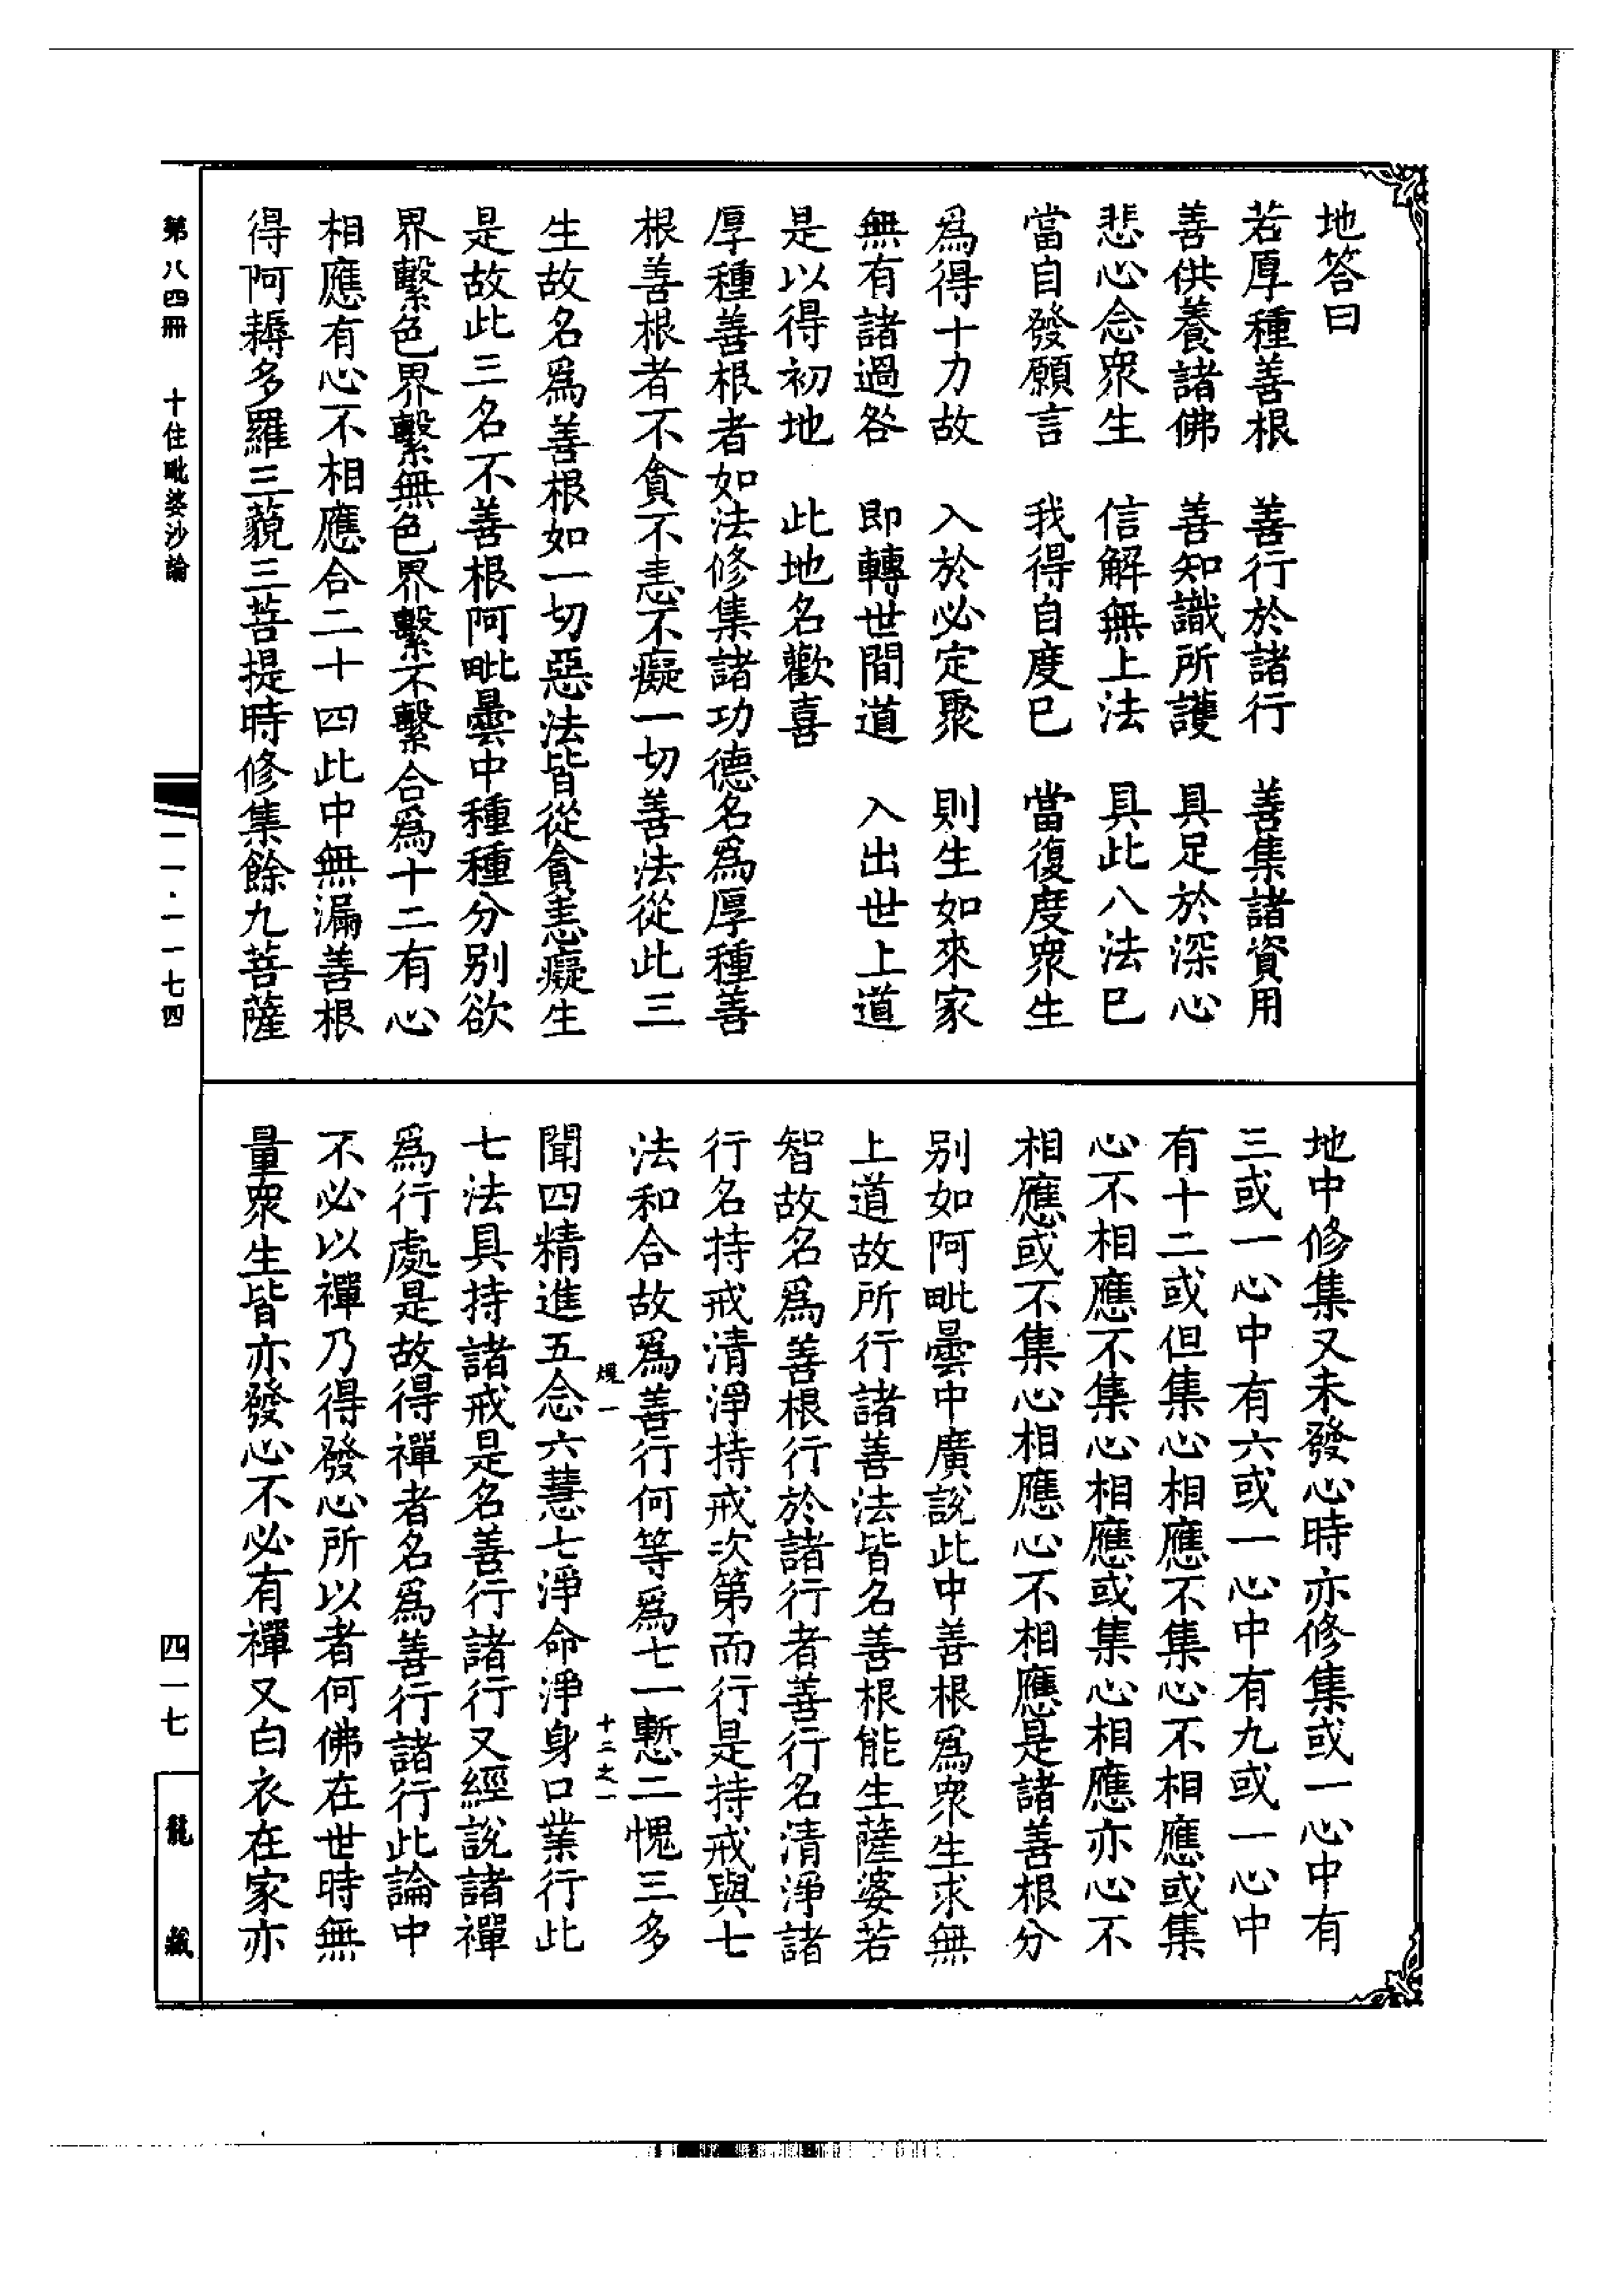 地答曰
若厚種善根　善行於諸行　善集諸資用
善供養諸佛　善知識所護　具足於深心
悲心念衆生　信解無上法　具此八法已
當自發願言　我得自度已　當復度衆生
爲得十力故　入於必定聚　則生如來家
無有諸過咎　即轉世間道　入出世上道
是以得初地　此地名歡喜
厚種善根者如法修集諸功德名爲厚種善
根善根者不貪不恚不癡一切善法從此三
生故名爲善根如一切惡法皆從貪恚癡生
是故此三名不善根阿毗曇中種種分别欲
界繫色界繫無色界繫不繫合爲十二有心
相應有心不相應合二十四此中無漏善根
得阿耨多羅三藐三菩提時修集餘九菩薩
地中修集又未發心時亦修集或一心中有
三或一心中有六或一心中有九或一心中
有十二或但集心相應不集心不相應或集
心不相應不集心相應或集心相應亦心不
相應或不集心相應心不相應是諸善根分
别如阿毗曇中廣說此中善根爲衆生求無
上道故所行諸善法皆名善根能生薩婆若
智故名爲善根行於諸行者善行名清淨諸
行名持戒清淨持戒次第而行是持戒與七
法和合故爲善行何等爲七一慙二愧三多
十二之一
聞四精進五念六慧七淨命淨身口業行此
七法具持諸戒是名善行諸行又經說諸禪
爲行處是故得禪者名爲善行諸行此論中
不必以禪乃得發心所以者何佛在世時無
量衆生皆亦發心不必有禪又白衣在家亦
第八四冊　十住毗婆沙論
一一·一一七四
四一七
龍藏